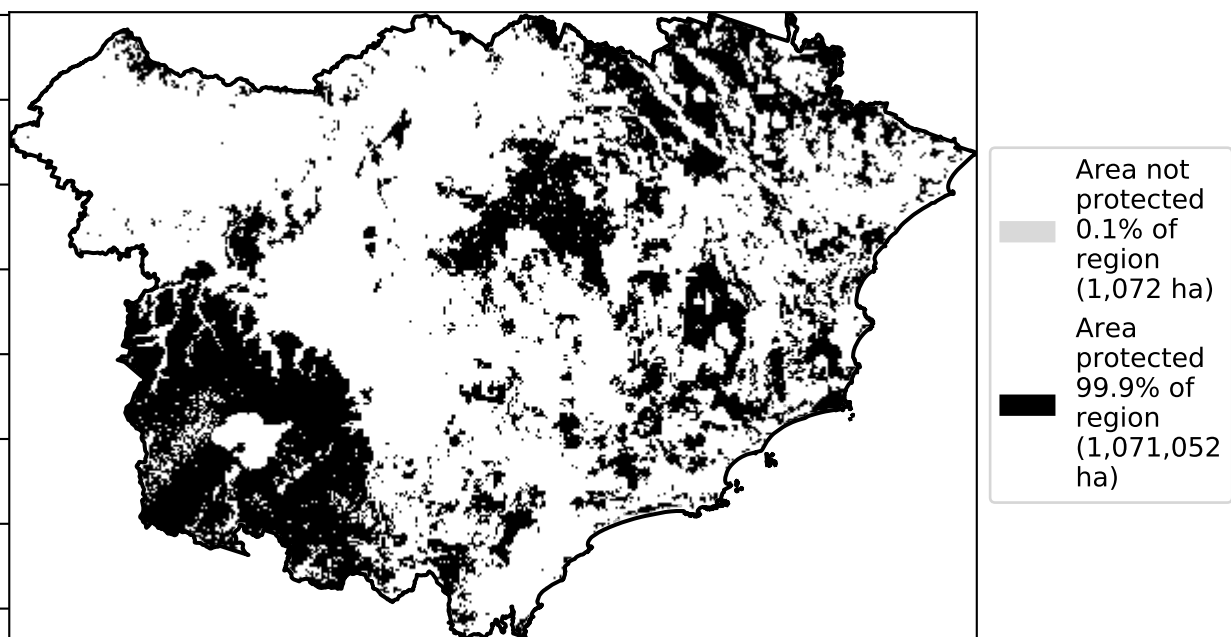 Area not
protected
0.1% of
region
(1,072 ha)
Area
protected
99.9% of
region
(1,071,052
ha)